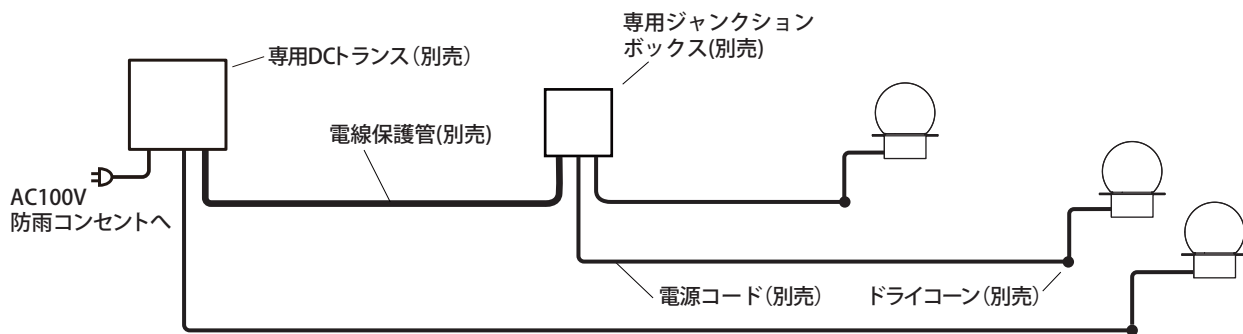 専用DCトランス（別売）
専用ジャンクション
ボックス(別売)
電線保護管(別売)
AC100V
防雨コンセントへ
電源コード（別売）
ドライコーン（別売）